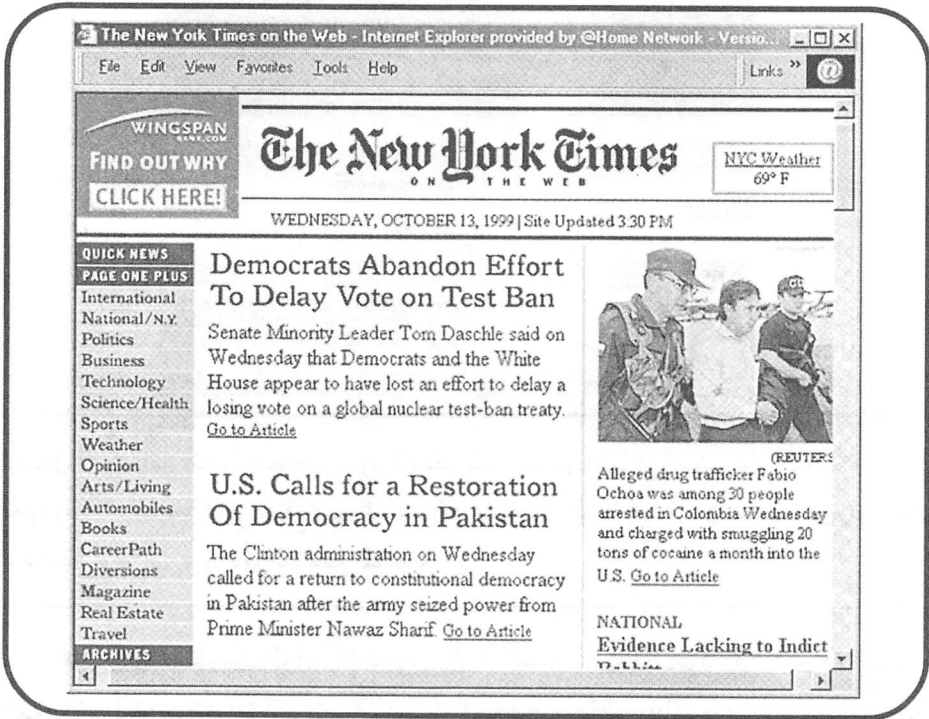 The New York Times on the Web - Internet Explorer provided by @Home Network - Versio...
File Edit View Favorites Tools Help
Links »
WINGSPAN
BANK.COM
FIND OUT WHY
CLICK HERE!
The New York Times
ON THE WEB
NYC Weather
69° F
WEDNESDAY, OCTOBER 13, 1999 | Site Updated 3:30 PM
QUICK NEWS
PAGE ONE PLUS
International
National/N.Y.
Politics
Business
Technology
Science/Health
Sports
Weather
Opinion
Arts/Living
Automobiles
Books
CareerPath
Diversions
Magazine
Real Estate
Travel
ARCHIVES
Democrats Abandon Effort
To Delay Vote on Test Ban
Senate Minority Leader Tom Daschle said on
Wednesday that Democrats and the White
House appear to have lost an effort to delay a
losing vote on a global nuclear test-ban treaty.
Go to Article
U.S. Calls for a Restoration
Of Democracy in Pakistan
The Clinton administration on Wednesday
called for a return to constitutional democracy
in Pakistan after the army seized power from
Prime Minister Nawaz Sharif. Go to Article
(REUTERS
Alleged drug trafficker Fabio
Ochoa was among 30 people
arrested in Colombia Wednesday
and charged with smuggling 20
tons of cocaine a month into the
U.S. Go to Article
NATIONAL
Evidence Lacking to Indict